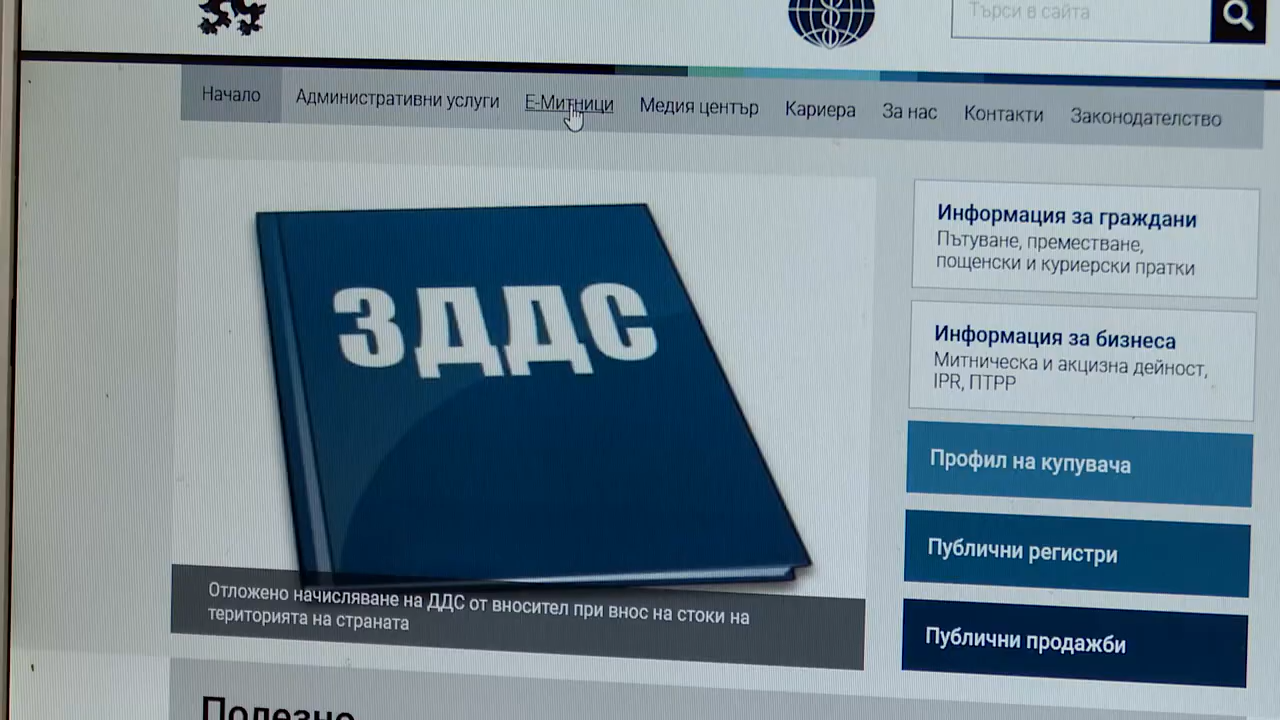 Търси в сайта
Начало
Административни услуги
Е-Митници
Медия център
Кариера
За нас
Контакти
Законодателство
ЗДДС
Отложено начисляване на ДДС от вносител при внос на стоки на
територията на страната
Информация за граждани
Пътуване, преместване,
пощенски и куриерски пратки
Информация за бизнеса
Митническа и акцизна дейност,
IPR, ПТРР
Профил на купувача
Публични регистри
Публични продажби
Полезно